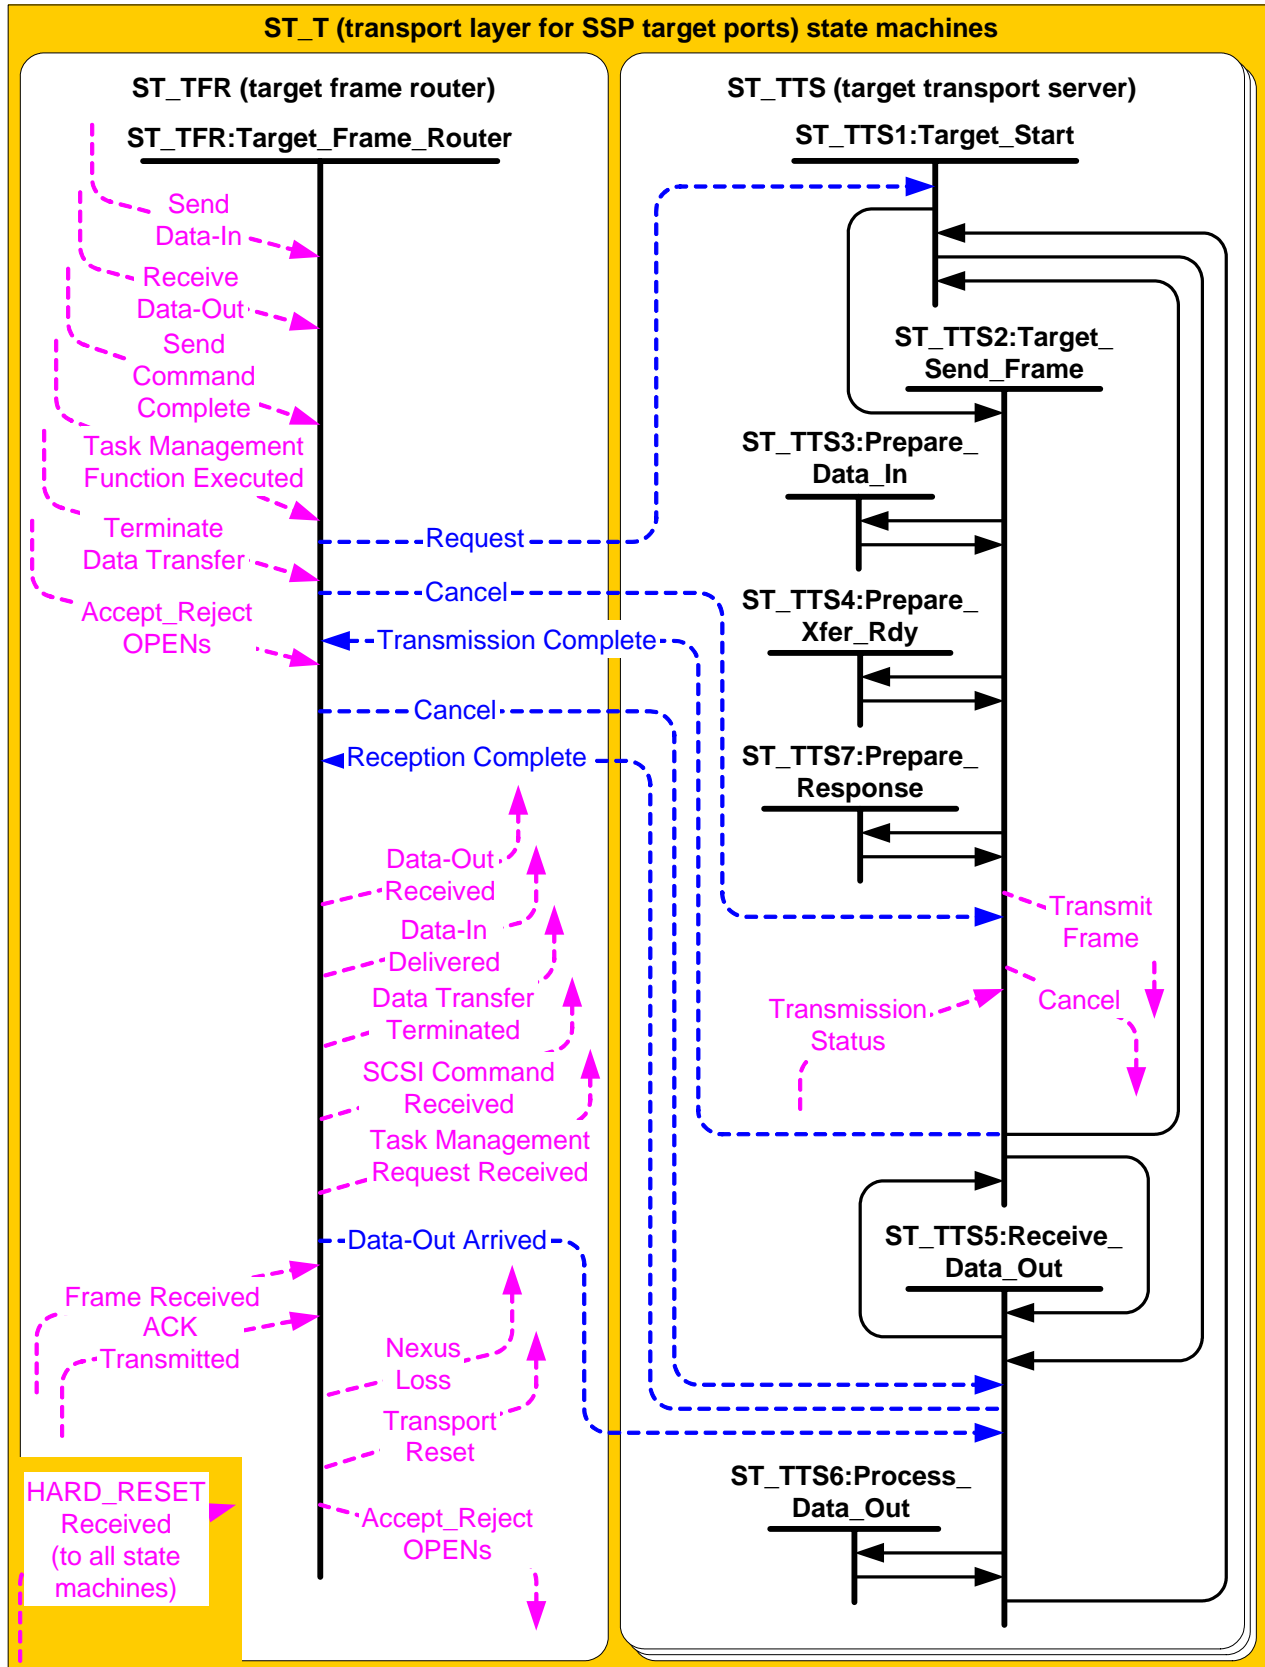 ST_T (transport layer for SSP target ports) state machines
ST_TFR (target frame router)
ST_TFR:Target_Frame_Router
Send
Data-In
Receive
Data-Out
Send
Command
Complete
Task Management
Function Executed
Terminate
Data Transfer
Accept_Reject
OPENs
Request
Cancel
Transmission Complete
Cancel
Reception Complete
Data-Out
Received
Data-In
Delivered
Data Transfer
Terminated
SCSI Command
Received
Task Management
Request Received
Data-Out Arrived
Frame Received
ACK
Transmitted
Nexus
Loss
Transport
Reset
HARD_RESET
Received
(to all state
machines)
Accept_Reject
OPENs
ST_TTS (target transport server)
ST_TTS1:Target_Start
ST_TTS2:Target_
Send_Frame
ST_TTS3:Prepare_
Data_In
ST_TTS4:Prepare_
Xfer_Rdy
ST_TTS7:Prepare_
Response
Transmit
Frame
Cancel
Transmission
Status
ST_TTS5:Receive_
Data_Out
ST_TTS6:Process_
Data_Out